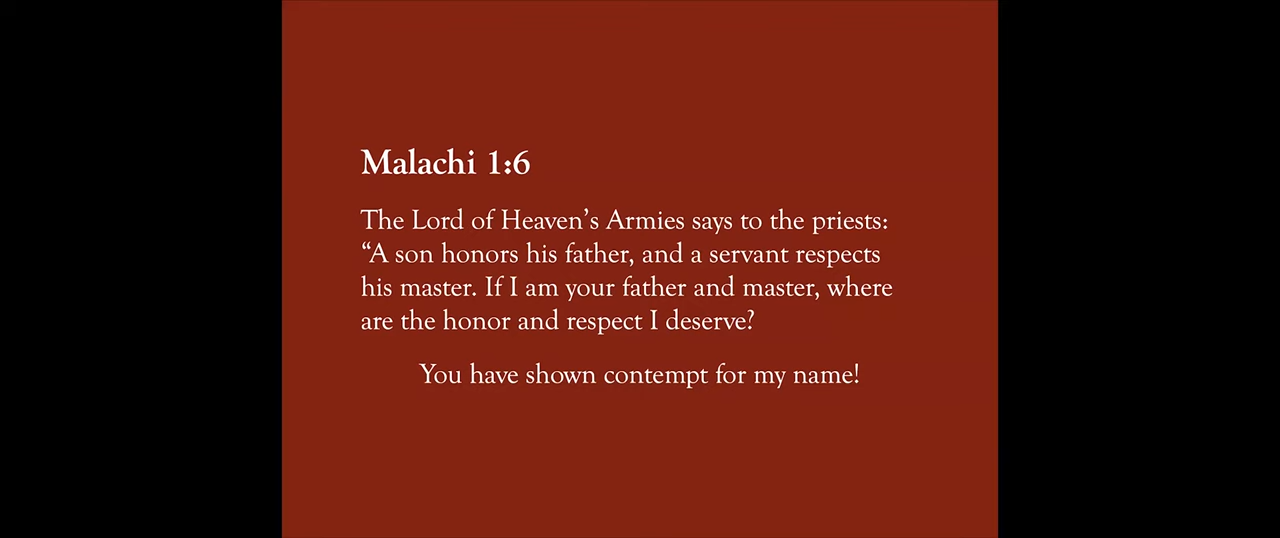 Malachi 1:6
The Lord of Heaven’s Armies says to the priests:
“A son honors his father, and a servant respects
his master. If I am your father and master, where
are the honor and respect I deserve?
You have shown contempt for my name!